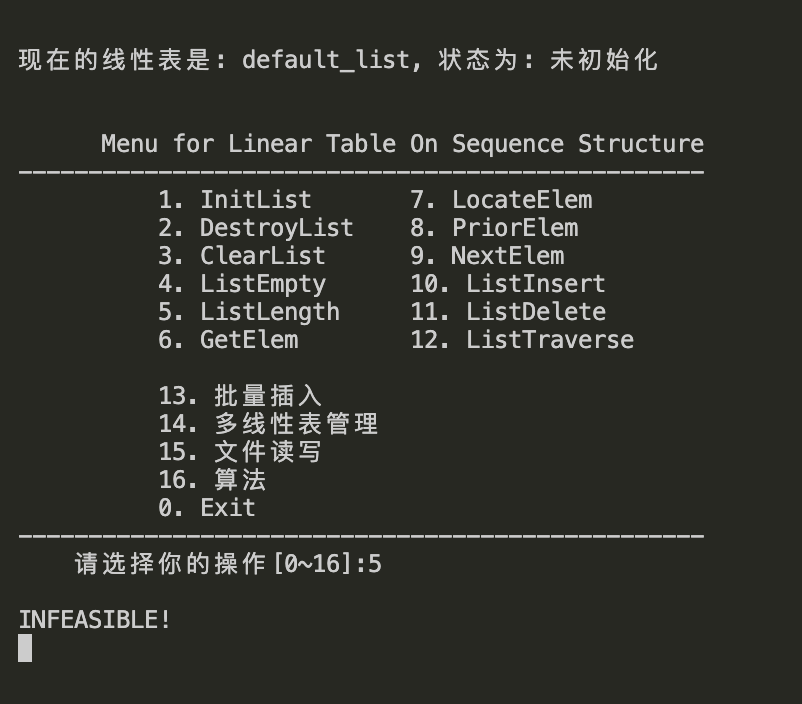 现在的线性表是: default_list, 状态为: 未初始化
Menu for Linear Table On Sequence Structure
-------------------------------------------------
1. InitList 7. LocateElem
2. DestroyList 8. PriorElem
3. ClearList 9. NextElem
4. ListEmpty 10. ListInsert
5. ListLength 11. ListDelete
6. GetElem 12. ListTraverse
13. 批量插入
14. 多线性表管理
15. 文件读写
16. 算法
0. Exit
-------------------------------------------------
请选择你的操作[0~16]:5
INFEASIBLE!